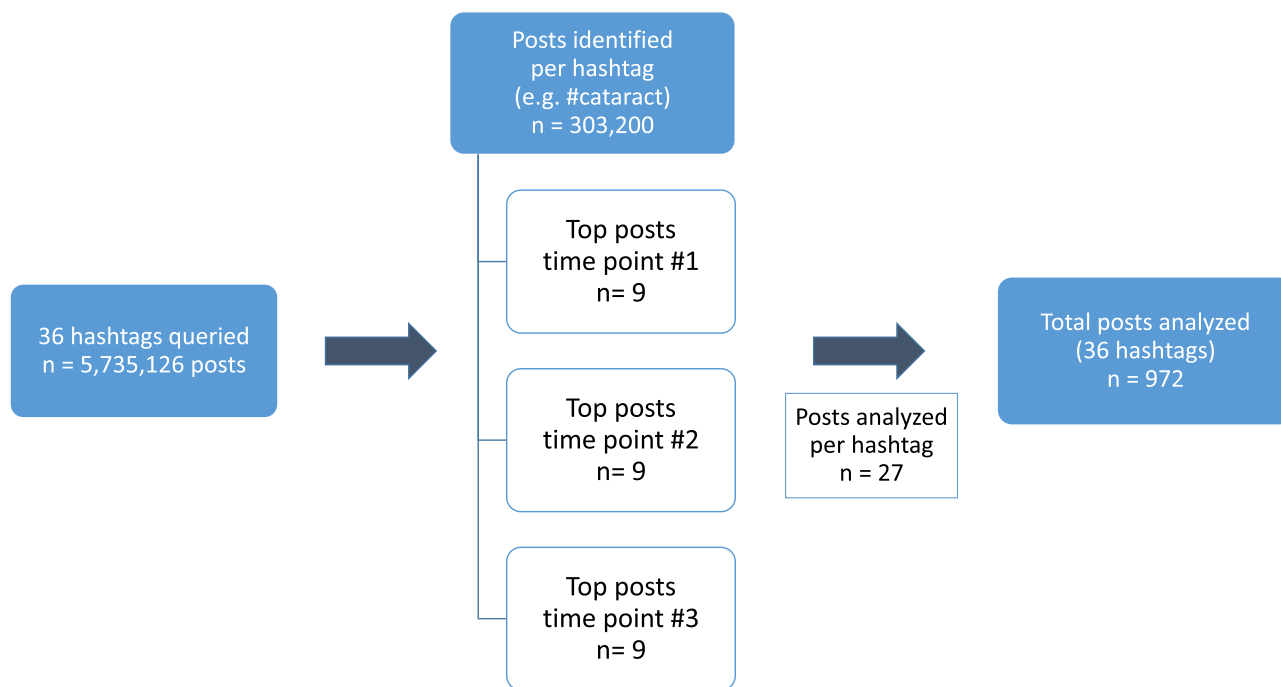 36 hashtags queried
n = 5,735,126 posts
Posts identified
per hashtag
(e.g. #cataract)
n = 303,200
Top posts
time point #1
n= 9
Top posts
time point #2
n= 9
Top posts
time point #3
n= 9
Posts analyzed
per hashtag
n = 27
Total posts analyzed
(36 hashtags)
n = 972